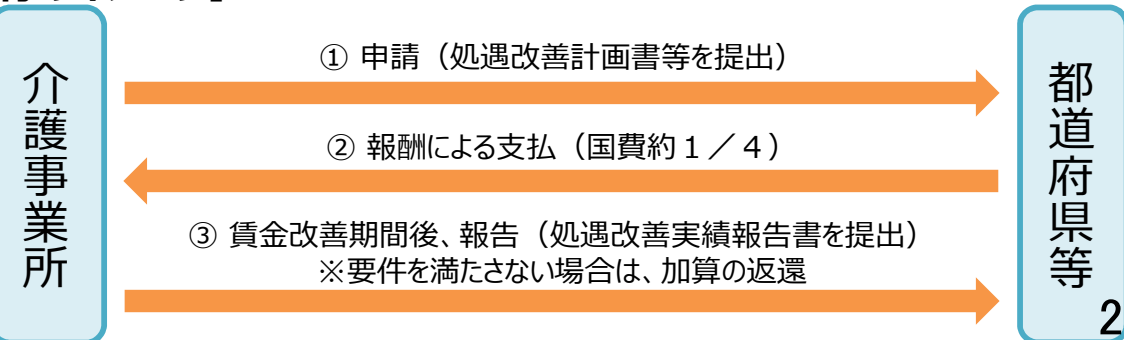 介護事業所
① 申請（処遇改善計画書等を提出）
② 報酬による支払（国費約１／４）
③ 賃金改善期間後、報告（処遇改善実績報告書を提出）
※要件を満たさない場合は、加算の返還
都道府県等
2